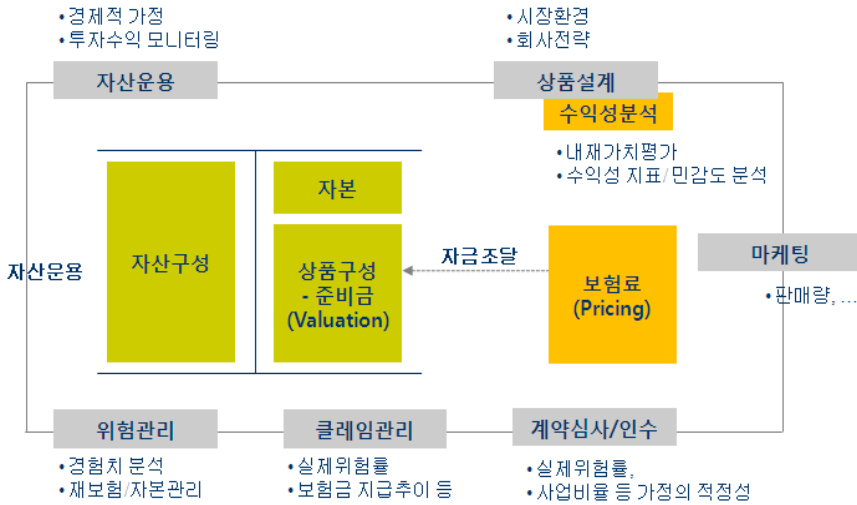 • 경제적 가정
• 투자수익 모니터링
• 시장환경
• 회사전략
자산운용
상품설계
수익성분석
• 내재가치평가
• 수익성 지표/민감도 분석
자본
자산구성
상품구성
- 준비금
(Valuation)
자금조달
보험료
(Pricing)
자산운용
마케팅
• 판매량, ...
위험관리
• 경험치 분석
• 재보험/자본관리
클레임관리
• 실제위험률
• 보험금 지급추이 등
계약심사/인수
• 실제위험률,
• 사업비율 등 가정의 적정성